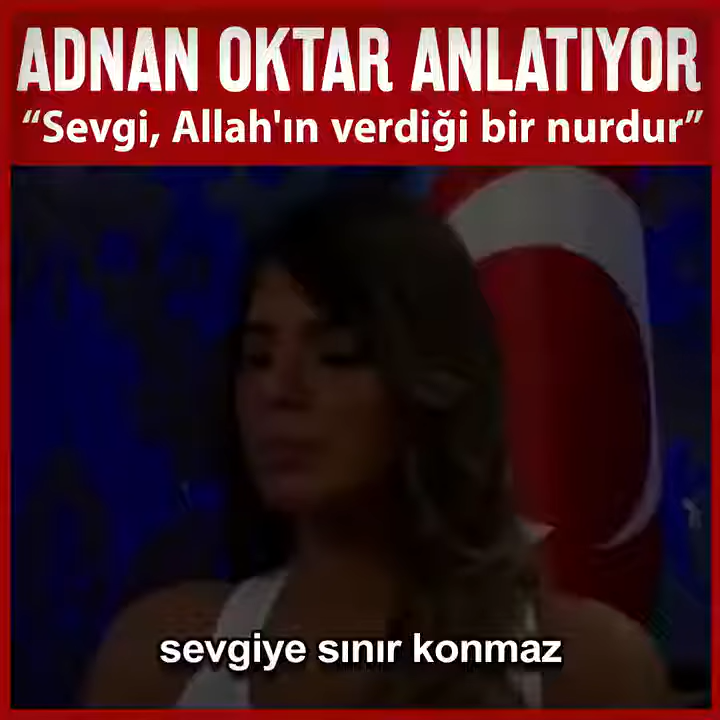 ADNAN OKTAR ANLATIYOR
“Sevgi, Allah'ın verdiği bir nurdur”
sevgiye sınır konmaz